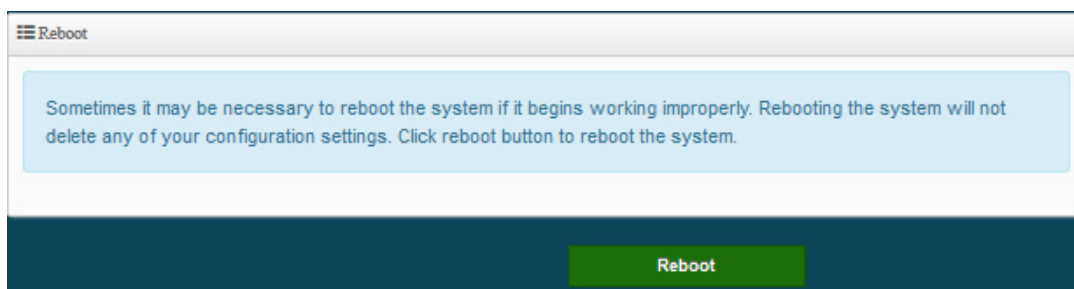 Reboot
Sometimes it may be necessary to reboot the system if it begins working improperly. Rebooting the system will not
delete any of your configuration settings. Click reboot button to reboot the system.
Reboot